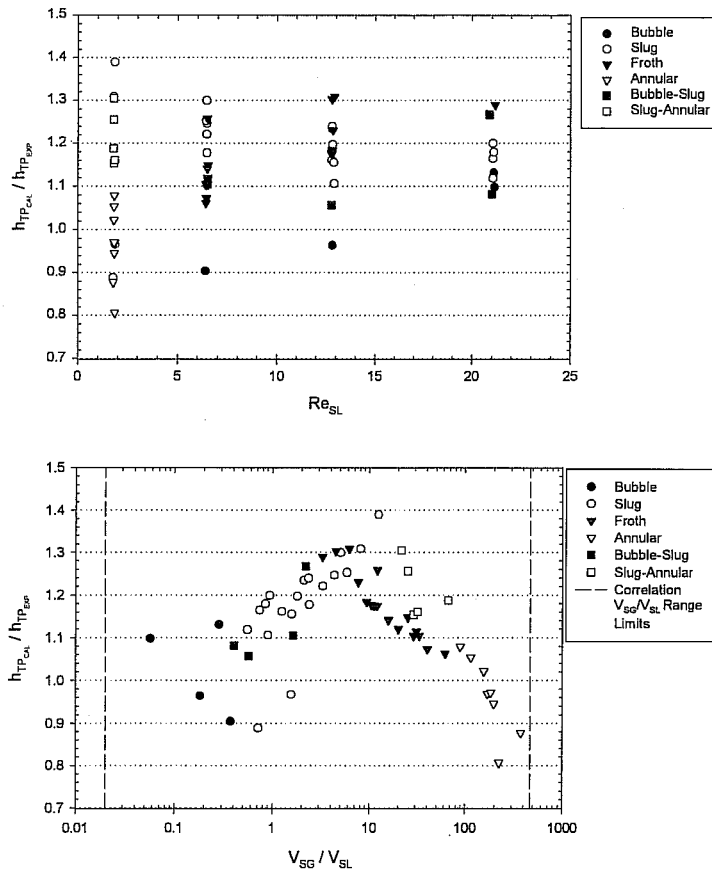 1.5
1.4
1.3
1.2
1.1
1.0
0.9
0.8
0.7
h_TP_CAL / h_TP_EXP
0
5
10
15
20
25
Re_SL
Bubble
Slug
Froth
Annular
Bubble-Slug
Slug-Annular
1.5
1.4
1.3
1.2
1.1
1.0
0.9
0.8
0.7
h_TP_CAL / h_TP_EXP
0.01
0.1
1
10
100
1000
V_SG / V_SL
Bubble
Slug
Froth
Annular
Bubble-Slug
Slug-Annular
Correlation
V_SG/V_SL Range
Limits